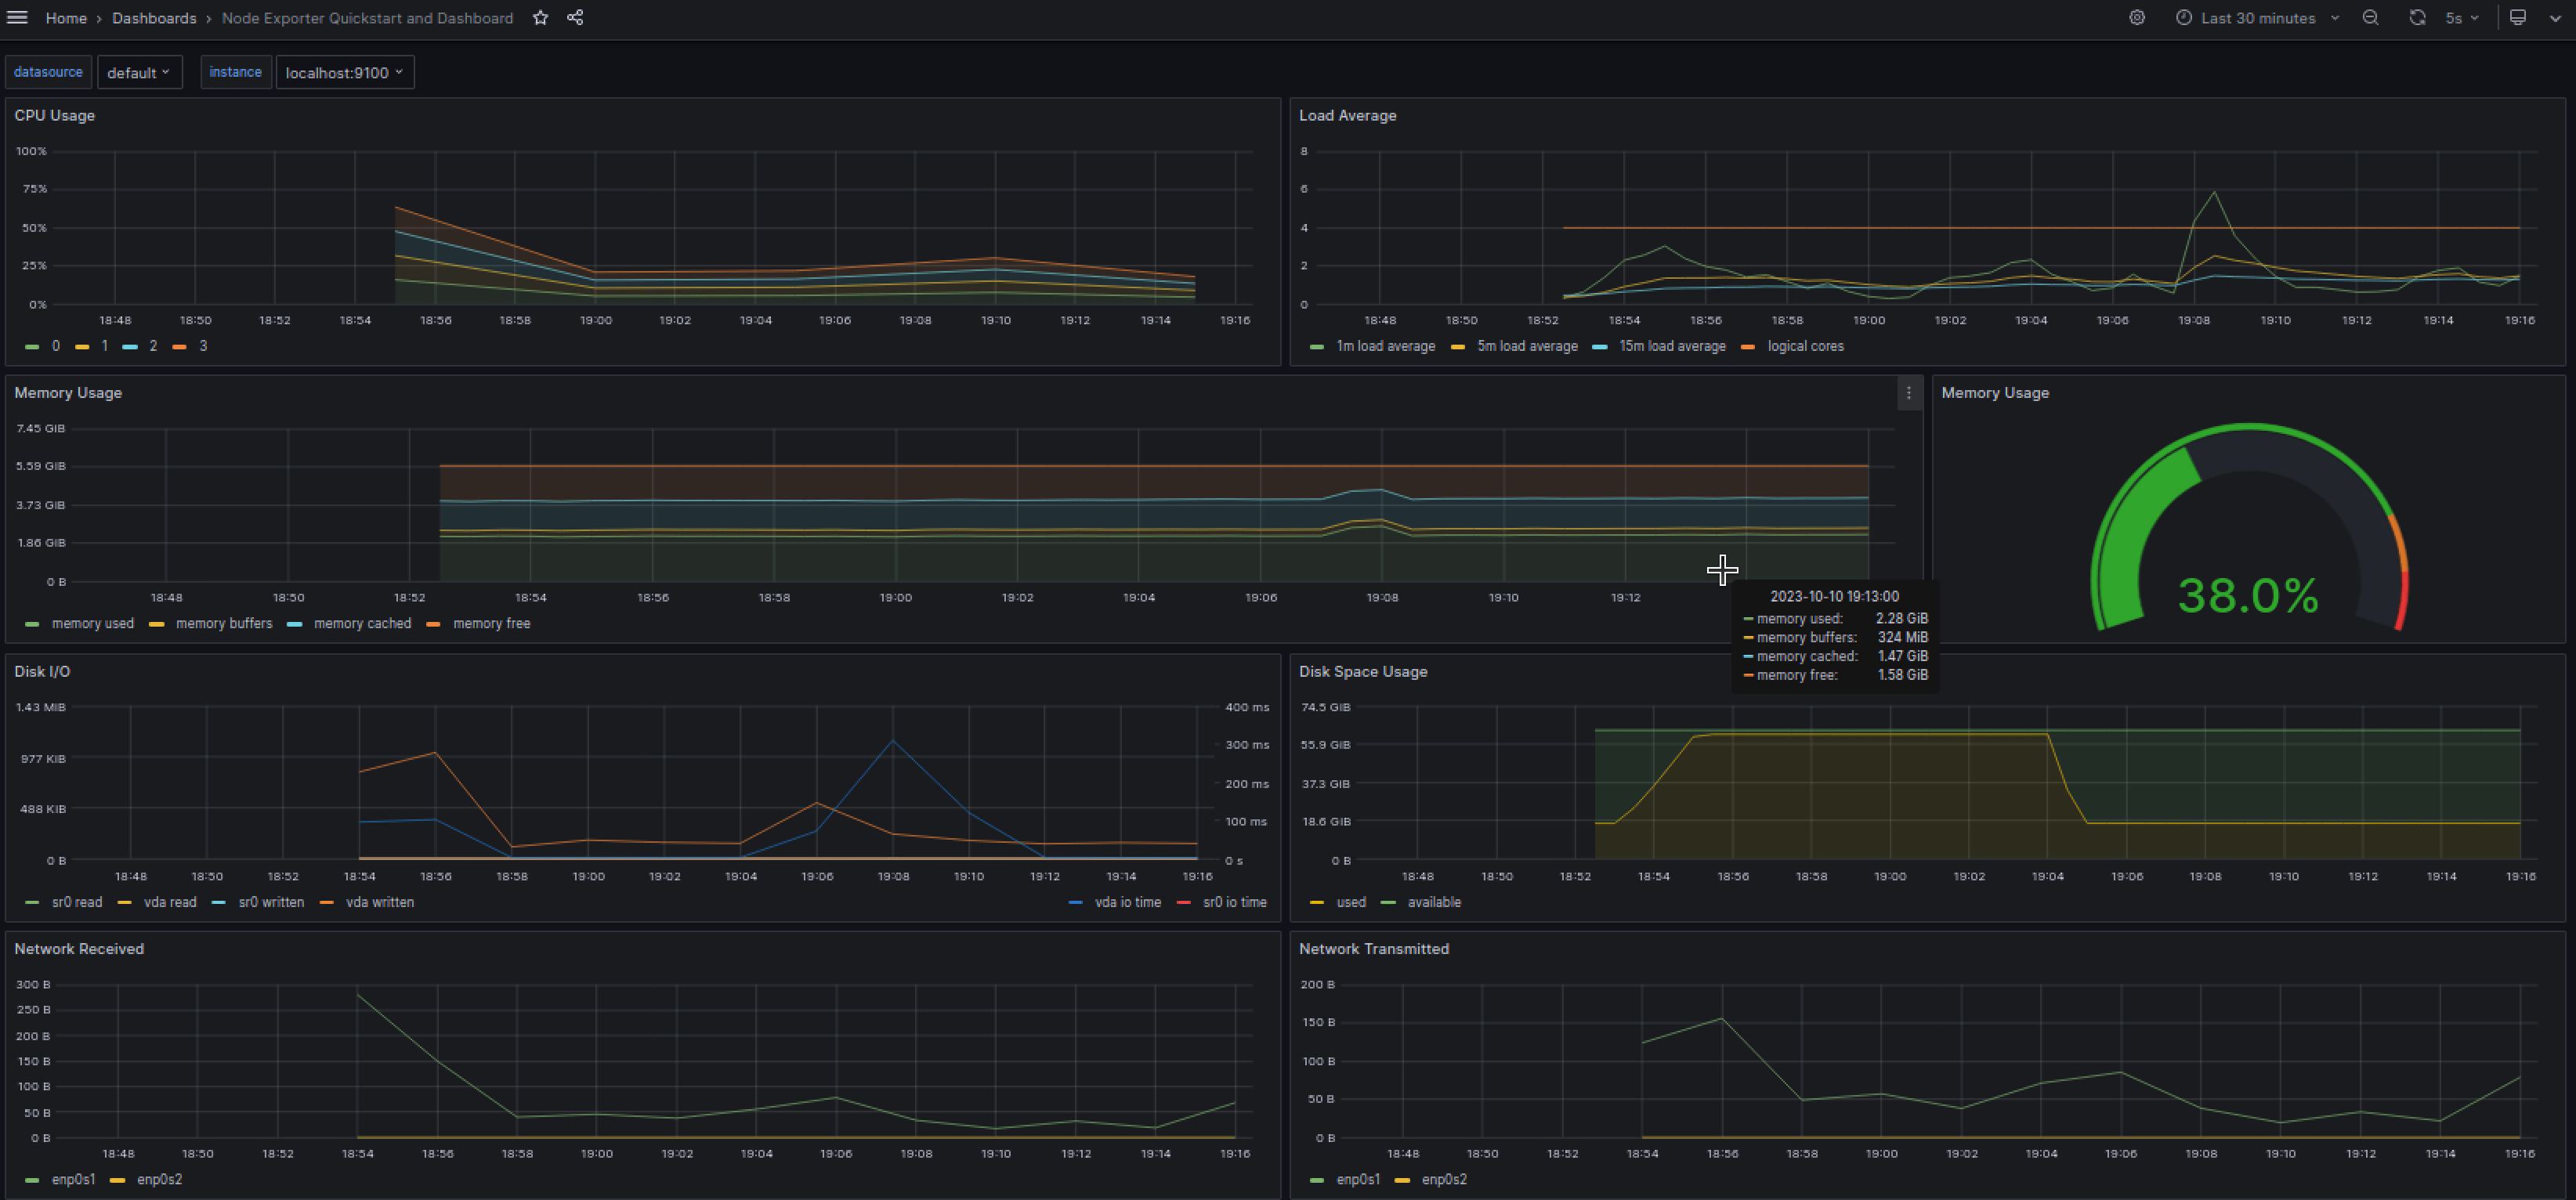 Home › Dashboards › Node Exporter Quickstart and Dashboard
Last 30 minutes
5s
datasource default instance localhost:9100
CPU Usage
100%
75%
50%
25%
0%
18:48 18:50 18:52 18:54 18:56 18:58 19:00 19:02 19:04 19:06 19:08 19:10 19:12 19:14 19:16
0 1 2 3
Load Average
8
6
4
2
0
18:48 18:50 18:52 18:54 18:56 18:58 19:00 19:02 19:04 19:06 19:08 19:10 19:12 19:14 19:16
1m load average 5m load average 15m load average logical cores
Memory Usage
7.45 GiB
5.59 GiB
3.73 GiB
1.86 GiB
0 B
18:48 18:50 18:52 18:54 18:56 18:58 19:00 19:02 19:04 19:06 19:08 19:10 19:12
memory used memory buffers memory cached memory free
2023-10-10 19:13:00
memory used: 2.28 GiB
memory buffers: 324 MiB
memory cached: 1.47 GiB
memory free: 1.58 GiB
Memory Usage
38.0%
Disk I/O
1.43 MiB
977 KiB
488 KiB
0 B
400 ms
300 ms
200 ms
100 ms
0 s
18:48 18:50 18:52 18:54 18:56 18:58 19:00 19:02 19:04 19:06 19:08 19:10 19:12 19:14 19:16
sr0 read vda read sr0 written vda written vda io time sr0 io time
Disk Space Usage
74.5 GiB
55.9 GiB
37.3 GiB
18.6 GiB
0 B
18:48 18:50 18:52 18:54 18:56 18:58 19:00 19:02 19:04 19:06 19:08 19:10 19:12 19:14 19:16
used available
Network Received
300 B
250 B
200 B
150 B
100 B
50 B
0 B
18:48 18:50 18:52 18:54 18:56 18:58 19:00 19:02 19:04 19:06 19:08 19:10 19:12 19:14 19:16
enp0s1 enp0s2
Network Transmitted
200 B
150 B
100 B
50 B
0 B
18:48 18:50 18:52 18:54 18:56 18:58 19:00 19:02 19:04 19:06 19:08 19:10 19:12 19:14 19:16
enp0s1 enp0s2